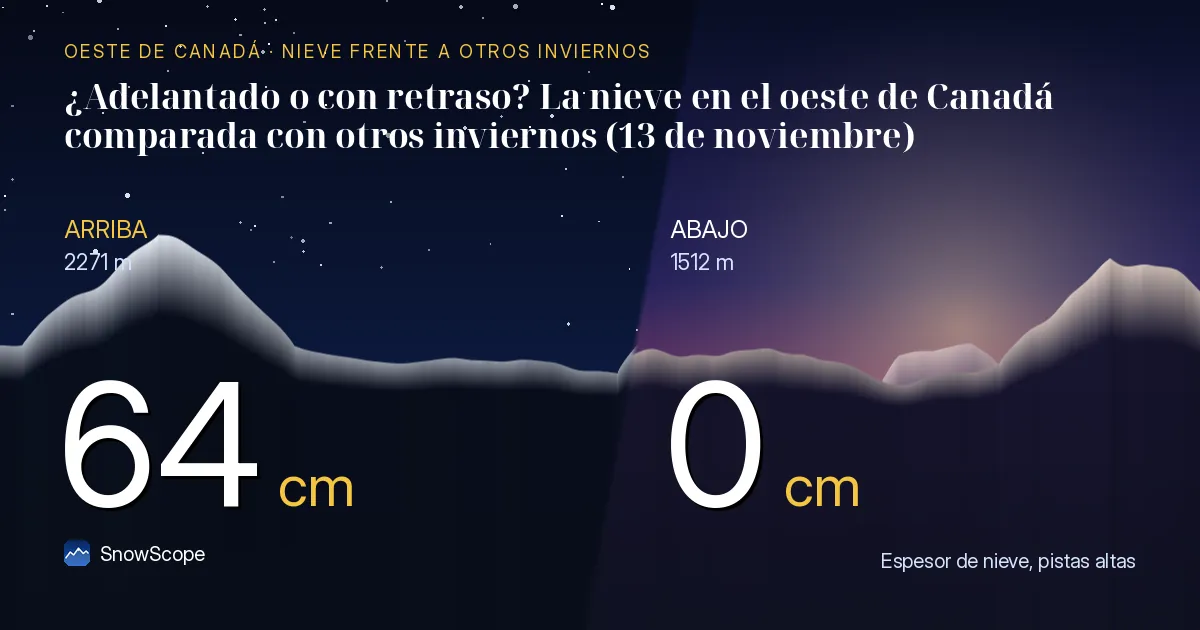 OESTE DE CANADÁ · NIEVE FRENTE A OTROS INVIERNOS
¿Adelantado o con retraso? La nieve en el oeste de Canadá
comparada con otros inviernos (13 de noviembre)
ARRIBA
2271 m
64 cm
ABAJO
1512 m
0 cm
SnowScope
Espesor de nieve, pistas altas